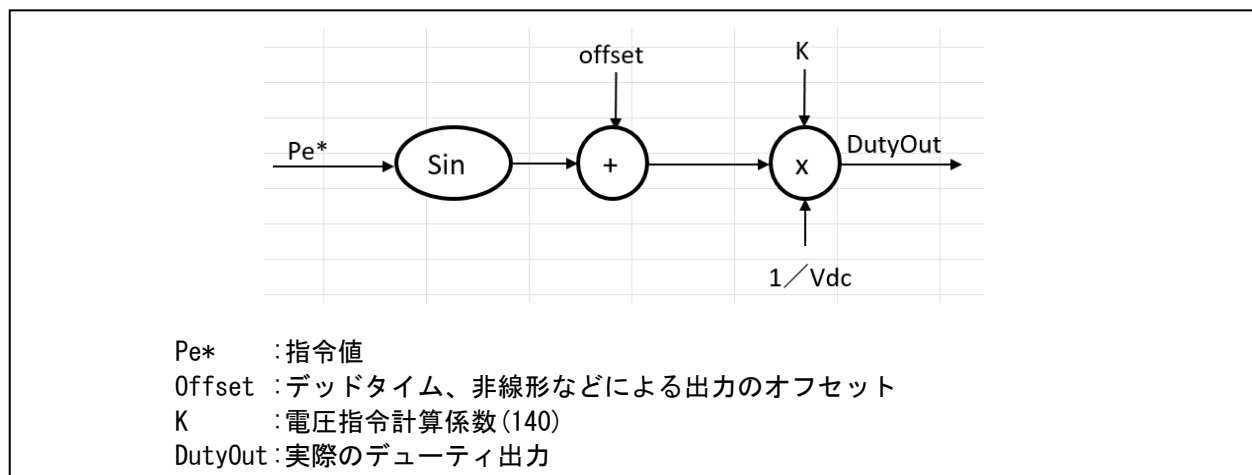 offset
K
Pe*
Sin
+
x
DutyOut
1／Vdc
Pe* :指令値
Offset :デッドタイム、非線形などによる出力のオフセット
K :電圧指令計算係数(140)
DutyOut:実際のデューティ出力